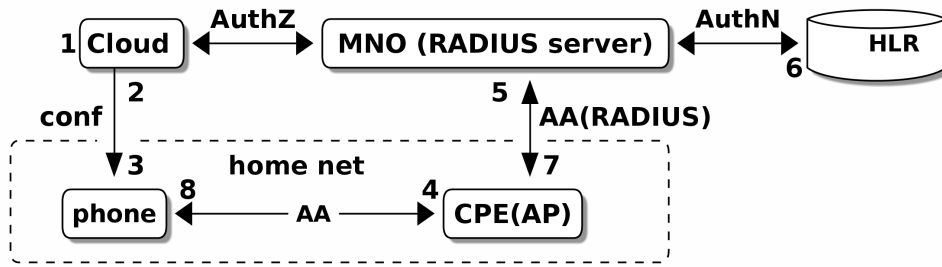 AuthZ
AuthN
1 Cloud
MNO (RADIUS server)
HLR
6
2
5
conf
AA(RADIUS)
3
home net
7
8
4
phone
AA
CPE(AP)